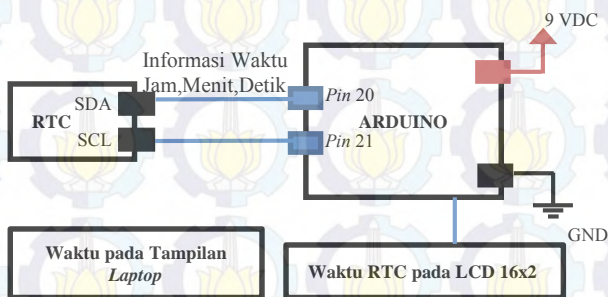 9 VDC
Informasi Waktu
Jam,Menit,Detik
SDA
RTC
SCL
Pin 20
ARDUINO
Pin 21
GND
Waktu pada Tampilan
Laptop
Waktu RTC pada LCD 16x2